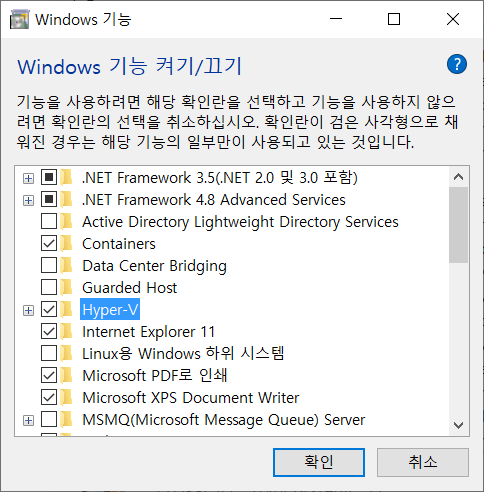 Windows 기능
Windows 기능 켜기/끄기
?
기능을 사용하려면 해당 확인란을 선택하고 기능을 사용하지 않으
려면 확인란의 선택을 취소하십시오. 확인란이 검은 사각형으로 채
워진 경우는 해당 기능의 일부만이 사용되고 있는 것입니다.
.NET Framework 3.5(.NET 2.0 및 3.0 포함)
.NET Framework 4.8 Advanced Services
Active Directory Lightweight Directory Services
Containers
Data Center Bridging
Guarded Host
Hyper-V
Internet Explorer 11
Linux용 Windows 하위 시스템
Microsoft PDF로 인쇄
Microsoft XPS Document Writer
MSMQ(Microsoft Message Queue) Server
확인
취소